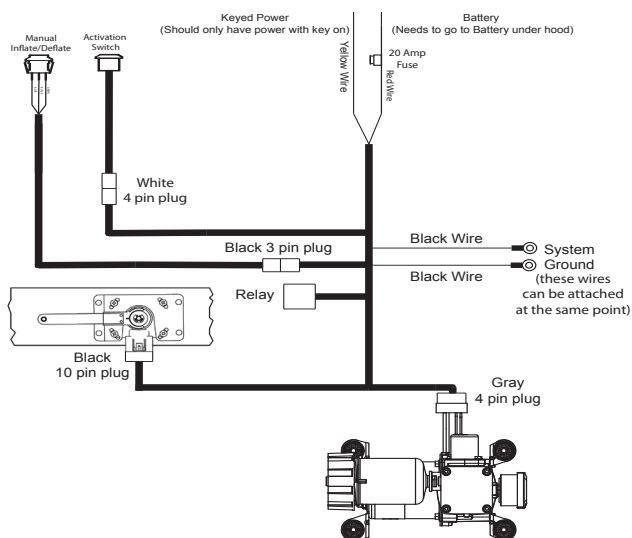 Keyed Power
(Should only have power with key on)
Battery
(Needs to go to Battery under hood)
Manual
Inflate/Deflate
Activation
Switch
Yellow Wire
20 Amp
Fuse
Red Wire
White
4 pin plug
Black 3 pin plug
Black Wire
Black Wire
System
Ground
(these wires
can be attached
at the same point)
Relay
Black
10 pin plug
Gray
4 pin plug